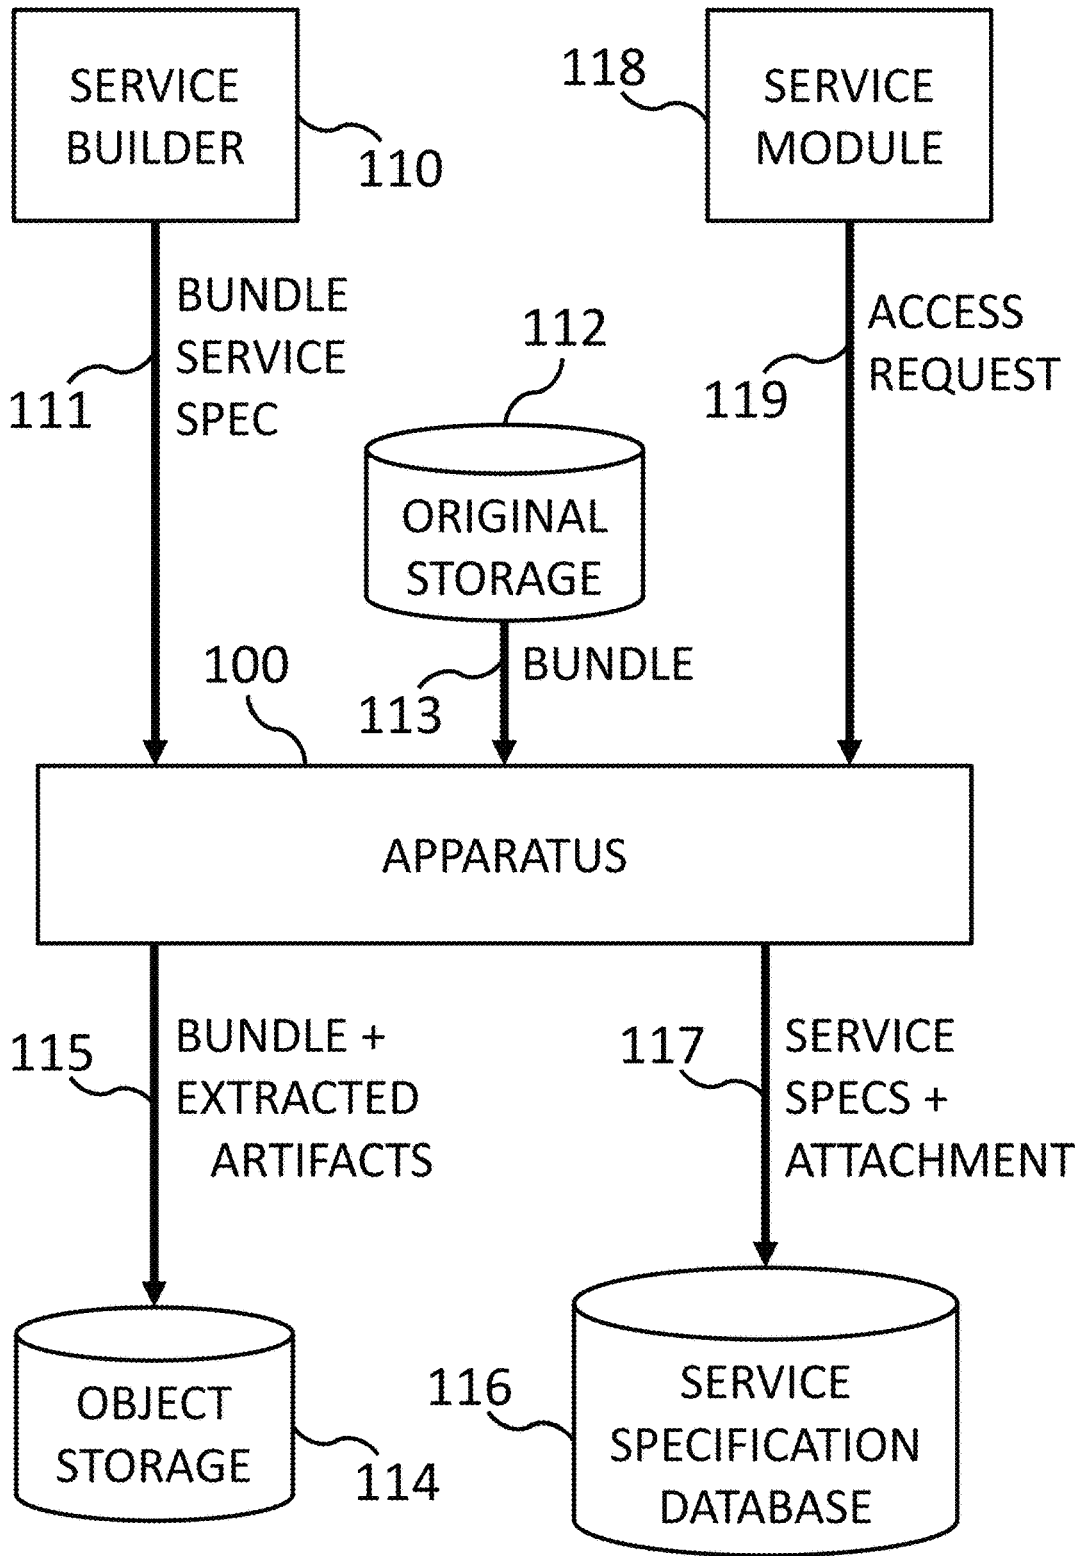 SERVICE
BUILDER
110
118
SERVICE
MODULE
BUNDLE
SERVICE
SPEC
111
112
ORIGINAL
STORAGE
ACCESS
REQUEST
119
100
113
BUNDLE
APPARATUS
115
BUNDLE +
EXTRACTED
ARTIFACTS
117
SERVICE
SPECS +
ATTACHMENT
OBJECT
STORAGE
114
116
SERVICE
SPECIFICATION
DATABASE